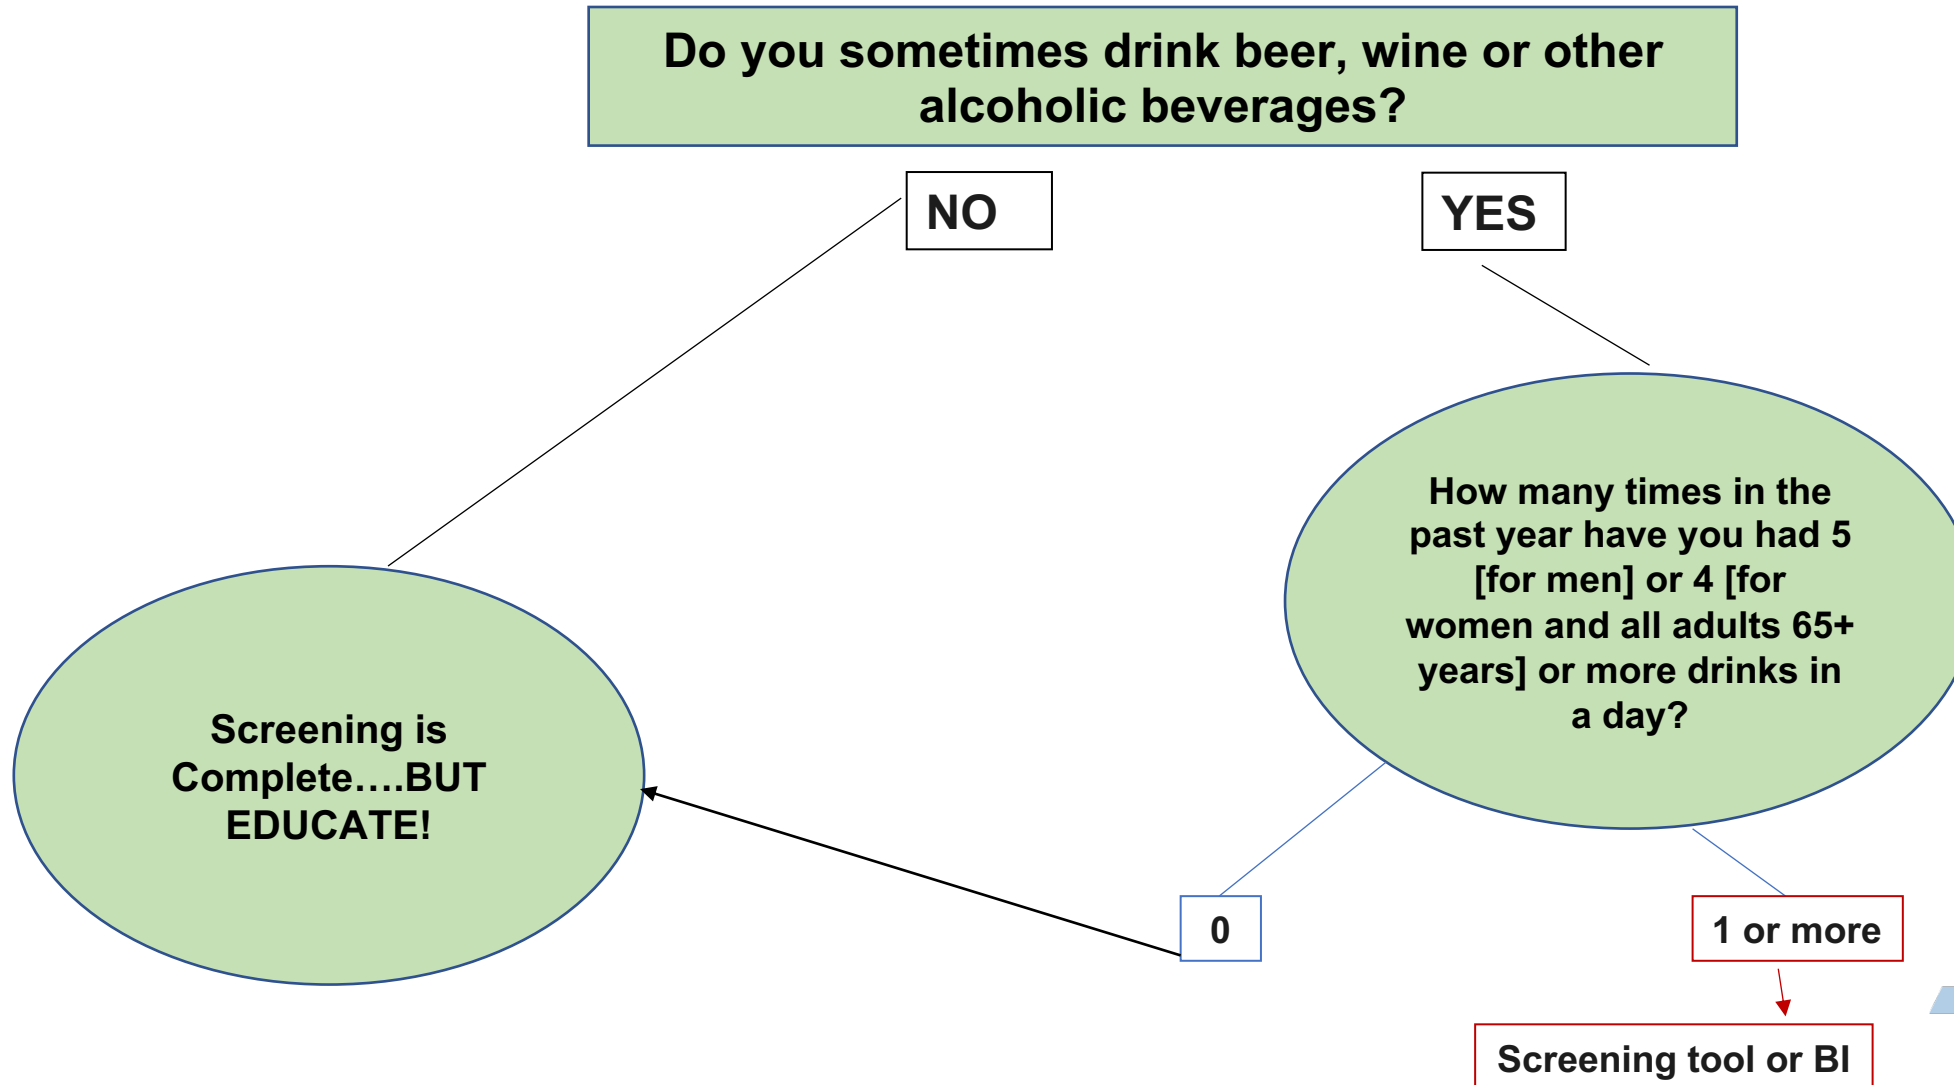 Do you sometimes drink beer, wine or other
alcoholic beverages?
NO
YES
How many times in the
past year have you had 5
[for men] or 4 [for
women and all adults 65+
years] or more drinks in
a day?
Screening is
Complete….BUT
EDUCATE!
0
1 or more
Screening tool or BI